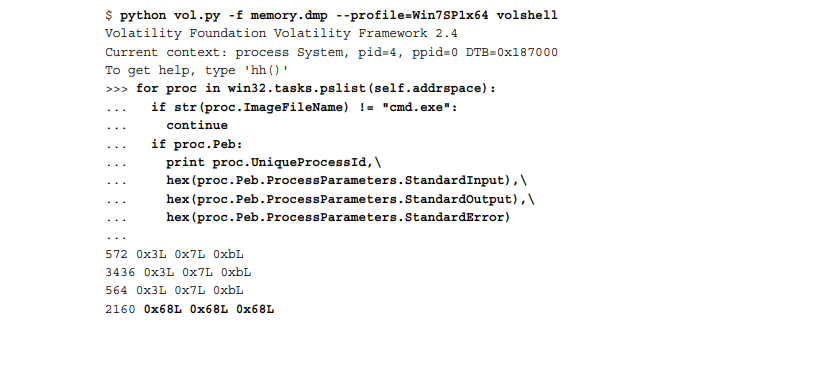 $ python vol.py -f memory.dmp --profile=Win7SP1x64 volshell
Volatility Foundation Volatility Framework 2.4
Current context: process System, pid=4, ppid=0 DTB=0x187000
To get help, type 'hh()'
>>> for proc in win32.tasks.pslist(self.addrspace):
...   if str(proc.ImageFileName) != "cmd.exe":
...     continue
...   if proc.Peb:
...     print proc.UniqueProcessId,\
...     hex(proc.Peb.ProcessParameters.StandardInput),\
...     hex(proc.Peb.ProcessParameters.StandardOutput),\
...     hex(proc.Peb.ProcessParameters.StandardError)
...
572 0x3L 0x7L 0xbL
3436 0x3L 0x7L 0xbL
564 0x3L 0x7L 0xbL
2160 0x68L 0x68L 0x68L